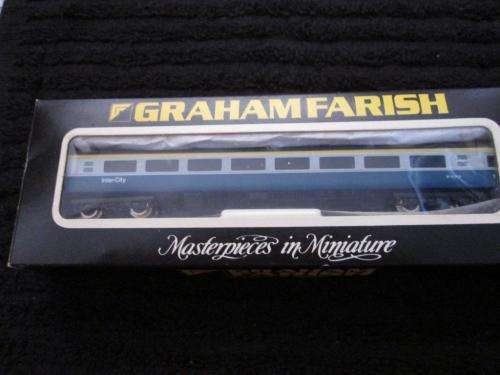 GRAHAM FARISH
Inter-City
Masterpieces in Miniature